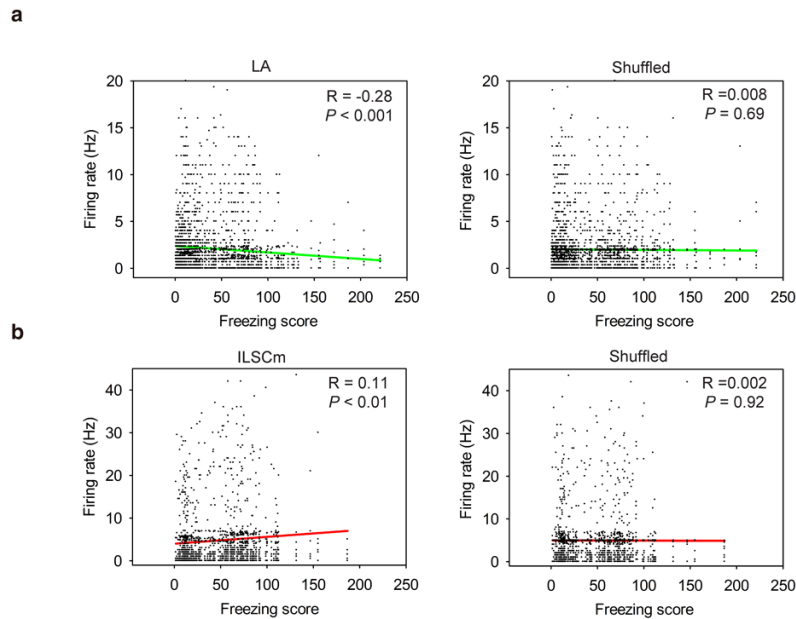 a
LA
R = -0.28
P < 0.001
20
15
10
5
0
Firing rate (Hz)
0 50 100 150 200 250
Freezing score
Shuffled
R =0.008
P = 0.69
20
15
10
5
0
Firing rate (Hz)
0 50 100 150 200 250
Freezing score
b
ILSCm
R = 0.11
P < 0.01
40
30
20
10
0
Firing rate (Hz)
0 50 100 150 200 250
Freezing score
Shuffled
R =0.002
P = 0.92
40
30
20
10
0
Firing rate (Hz)
0 50 100 150 200 250
Freezing score